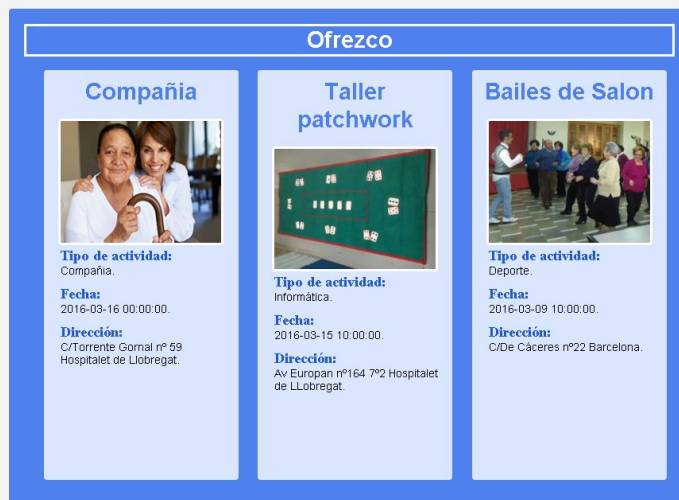 Ofrezco
Compañia
Tipo de actividad:
Compañia.
Fecha:
2016-03-16 00:00:00.
Dirección:
C/Torrente Gornal nº 59
Hospitalet de Llobregat.
Taller
patchwork
Tipo de actividad:
Informática.
Fecha:
2016-03-15 10:00:00.
Dirección:
Av Europan nº164 7º2 Hospitalet
de LLobregat.
Bailes de Salon
Tipo de actividad:
Deporte.
Fecha:
2016-03-09 10:00:00.
Dirección:
C/De Cáceres nº22 Barcelona.